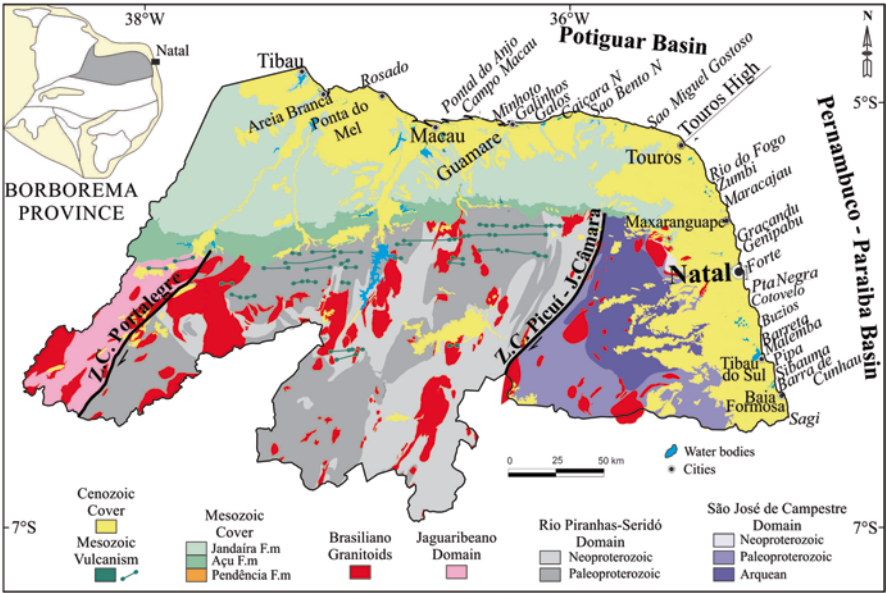 38°W
36°W
N
Natal
BORBOREMA
PROVINCE
Potiguar Basin
5°S
5°S
Pernambuco - Paraiba Basin
Tibau
Areia Branca
Ponta do
Mel
Rosado
Macau
Pontal do Anjo
Campo Macau
Guamare
Minhoto
Galinhos
Galos
Caiçara N
Sao Bento N
Sao Miguel Gostoso
Touros High
Touros
Rio do Fogo
Zumbi
Maracajau
Maxaranguape
Graçandu
Genipabu
Forte
Natal
Pta Negra
Cotovelo
Buzios
Barreta
Malemba
Pipa
Tibau
do Sul
Sibauma
Barra de
Cunhau
Baia
Formosa
Sagi
Z.C. Portalegre
Z.C. Picuí - J.Câmara
0 25 50 km
Water bodies
Cities
7°S
7°S
Cenozoic
Cover
Mesozoic
Vulcanism
Mesozoic
Cover
Jandaíra F.m
Açu F.m
Pendência F.m
Brasiliano
Granitoids
Jaguaribeano
Domain
Rio Piranhas-Seridó
Domain
Neoproterozoic
Paleoproterozoic
São José de Campestre
Domain
Neoproterozoic
Paleoproterozoic
Arquean